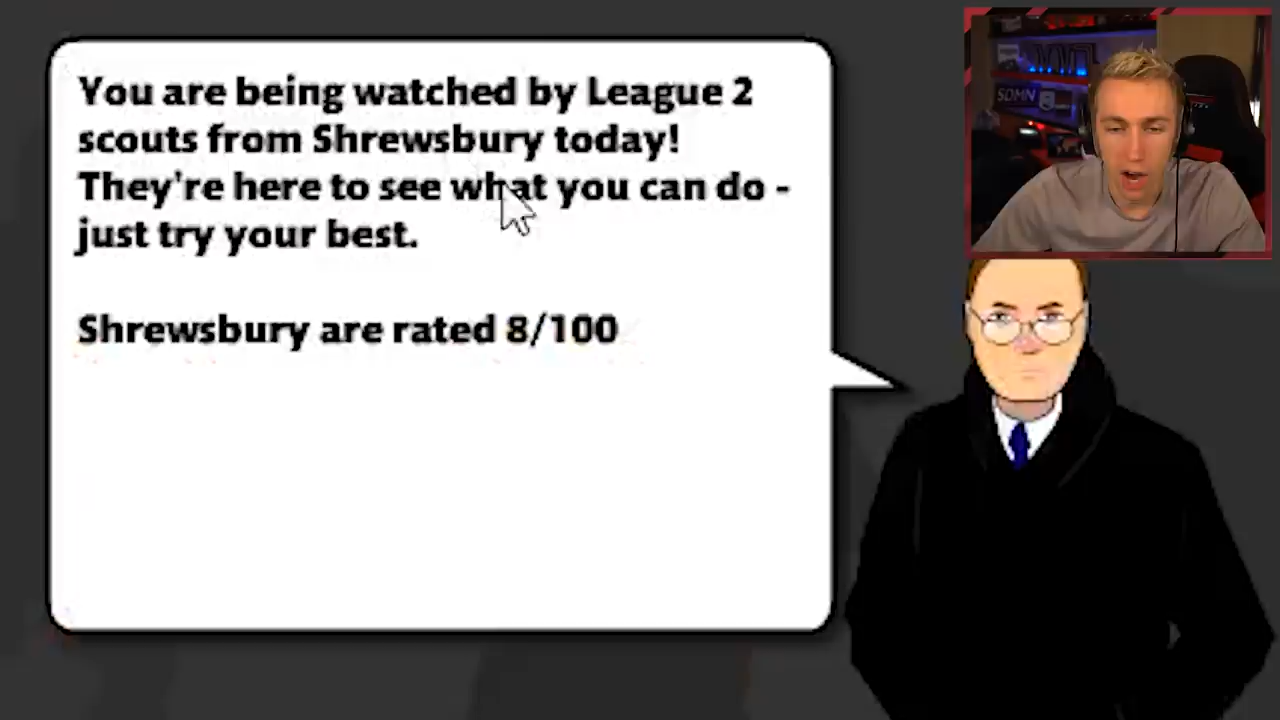 You are being watched by League 2
scouts from Shrewsbury today!
They're here to see what you can do -
just try your best.
Shrewsbury are rated 8/100
SDMN